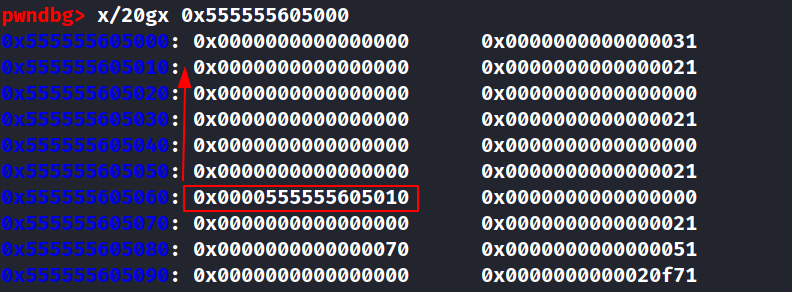 pwndbg> x/20gx 0x555555605000
0x555555605000: 0x0000000000000000 0x0000000000000031
0x555555605010: 0x0000000000000000 0x0000000000000021
0x555555605020: 0x0000000000000000 0x0000000000000000
0x555555605030: 0x0000000000000000 0x0000000000000021
0x555555605040: 0x0000000000000000 0x0000000000000000
0x555555605050: 0x0000000000000000 0x0000000000000021
0x555555605060: 0x0000555555605010 0x0000000000000000
0x555555605070: 0x0000000000000000 0x0000000000000021
0x555555605080: 0x0000000000000070 0x0000000000000051
0x555555605090: 0x0000000000000000 0x0000000000020f71